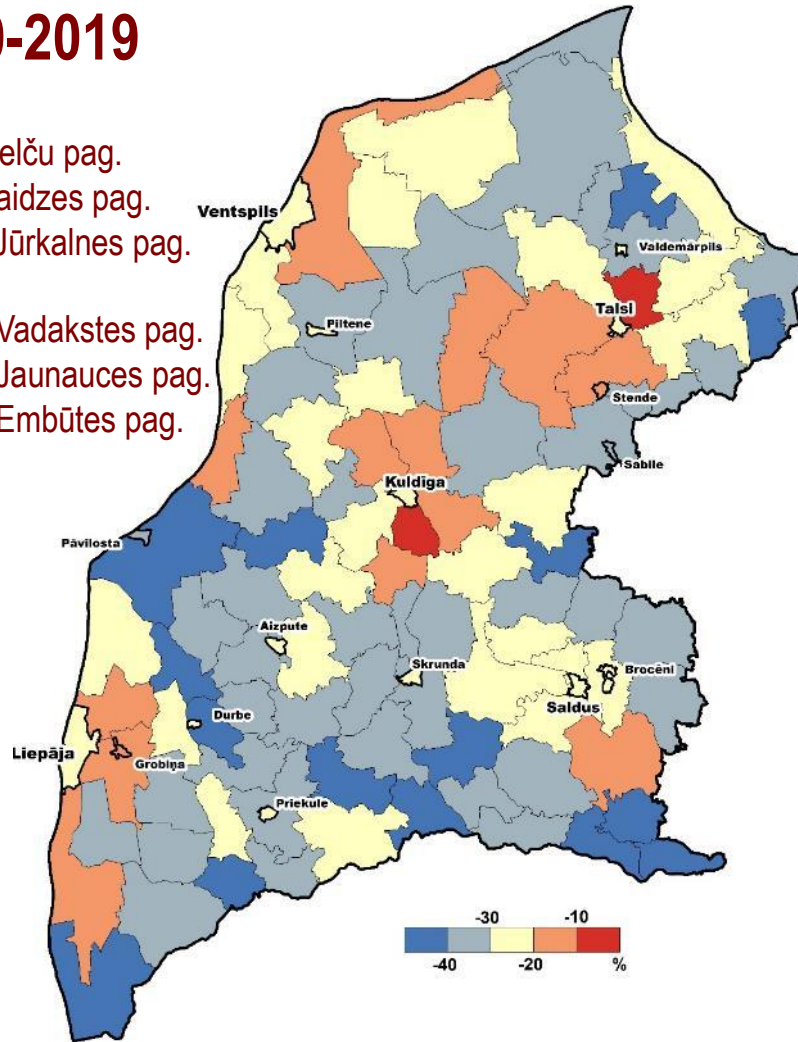 -2019
elču pag.
aidzes pag.
Jūrkalnes pag.
Vadakstes pag.
Jaunauces pag.
Embūtes pag.
Ventspils
Valdemārpils
Talsi
Piltene
Stende
Sabile
Kuldīga
Pāvilosta
Aizpute
Skrunda
Brocēni
Saldus
Durbe
Liepāja
Grobiņa
Priekule
-30 -10
-40 -20 %